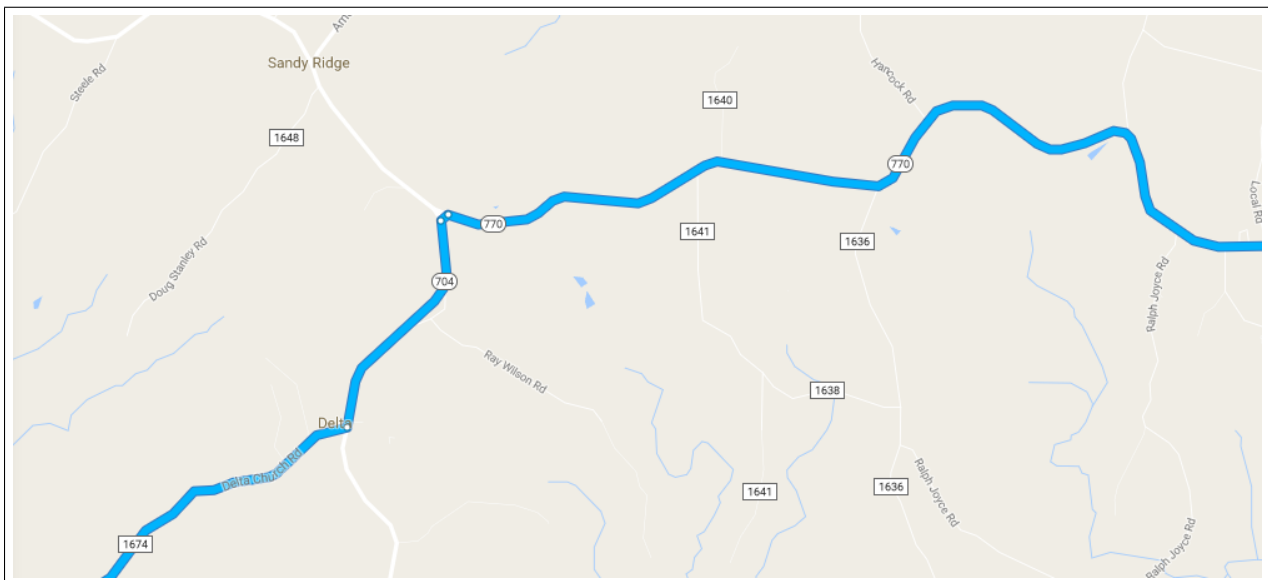 Ame
Steele Rd
Sandy Ridge
Hancock Rd
1640
1648
770
Local Rd
770
1641
1636
Doug Stanley Rd
704
Ralph Joyce Rd
Ray Wilson Rd
1638
Delta
Delta Church Rd
1641
1636
Ralph Joyce Rd
1674
Ralph Joyce Rd